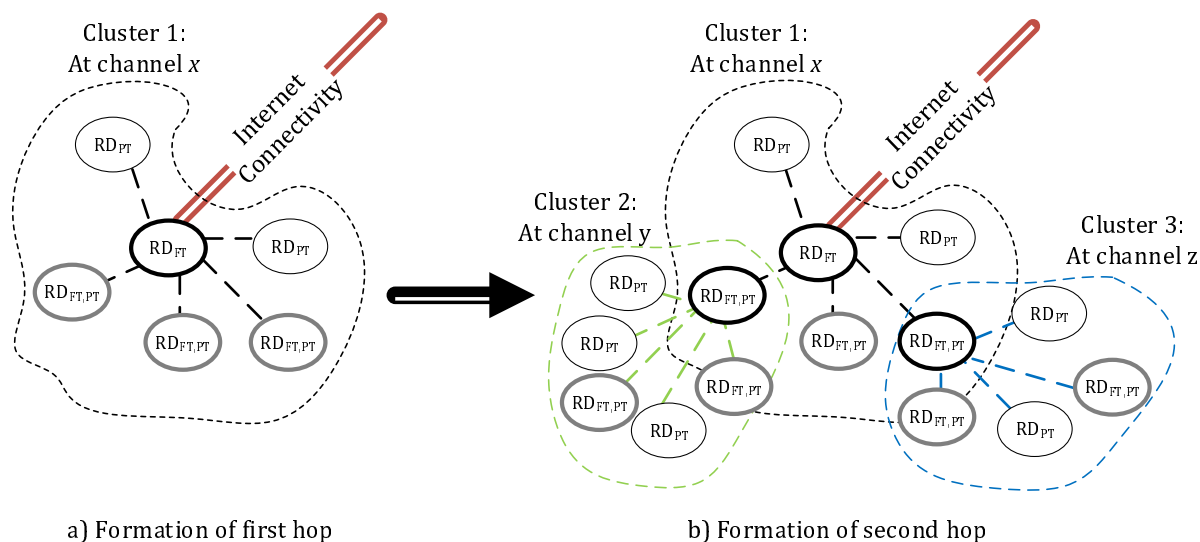 Cluster 1:
At channel x
Internet
Connectivity
RD_PT
RD_FT
RD_PT
RD_FT,PT
RD_FT,PT
RD_FT,PT
a) Formation of first hop
Cluster 1:
At channel x
Internet
Connectivity
RD_PT
Cluster 2:
At channel y
Cluster 3:
At channel z
RD_FT
RD_PT
RD_PT
RD_FT,PT
RD_PT
RD_PT
RD_FT,PT
RD_FT,PT
RD_FT,PT
RD_FT,PT
RD_FT,PT
RD_FT,PT
RD_PT
RD_PT
b) Formation of second hop